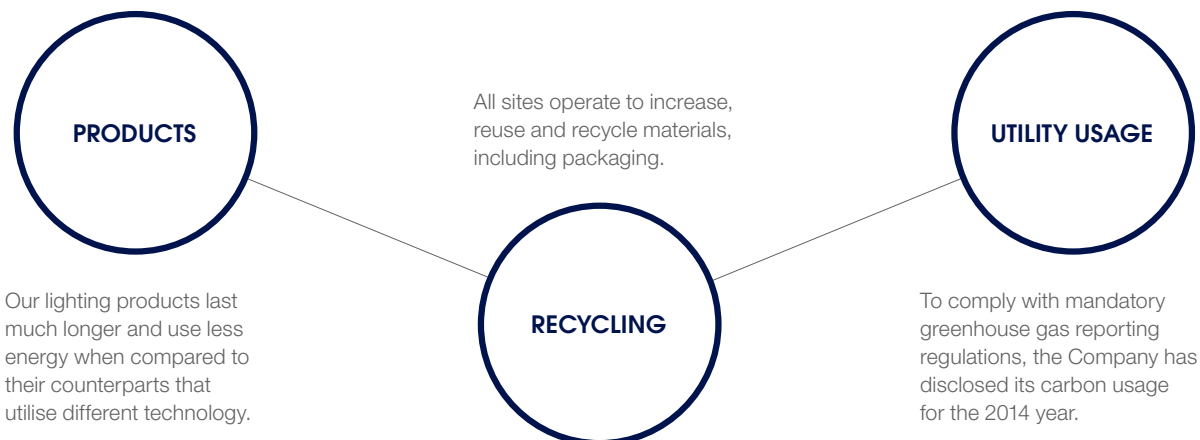 PRODUCTS
Our lighting products last
much longer and use less
energy when compared to
their counterparts that
utilise different technology.
All sites operate to increase,
reuse and recycle materials,
including packaging.
RECYCLING
UTILITY USAGE
To comply with mandatory
greenhouse gas reporting
regulations, the Company has
disclosed its carbon usage
for the 2014 year.